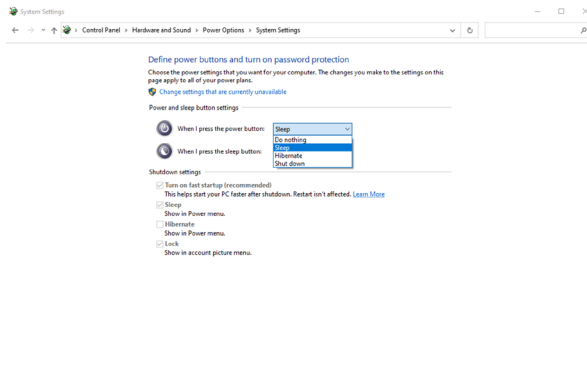 System Settings
Control Panel > Hardware and Sound > Power Options > System Settings
Define power buttons and turn on password protection
Choose the power settings that you want for your computer. The changes you make to the settings on this
page apply to all of your power plans.
Change settings that are currently unavailable
Power and sleep button settings
When I press the power button: Sleep
Do nothing
Sleep
When I press the sleep button: Hibernate
Shut down
Shutdown settings
Turn on fast startup (recommended)
This helps start your PC faster after shutdown. Restart isn't affected. Learn More
Sleep
Show in Power menu.
Hibernate
Show in Power menu.
Lock
Show in account picture menu.